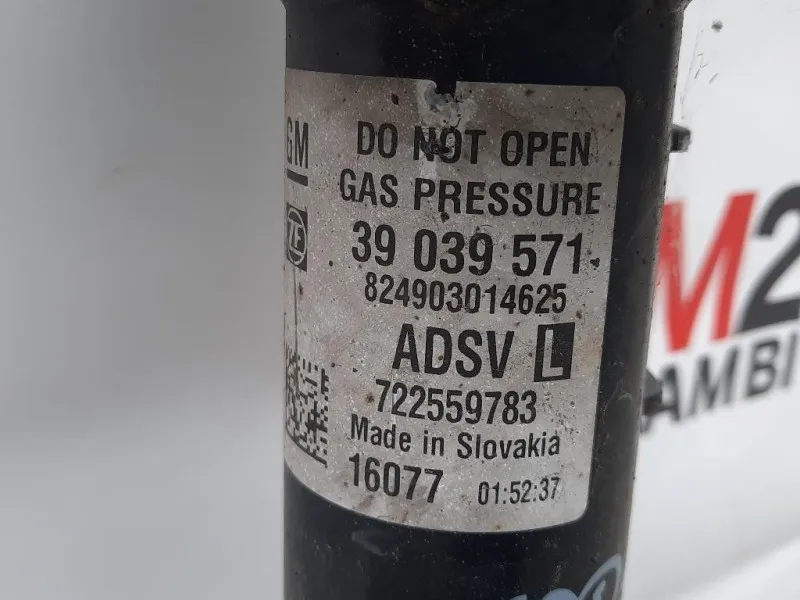 GM
DO NOT OPEN
GAS PRESSURE
ZF
39 039 571
824903014625
ADSV L
722559783
Made in Slovakia
16077 01:52:37
M2
AMBI